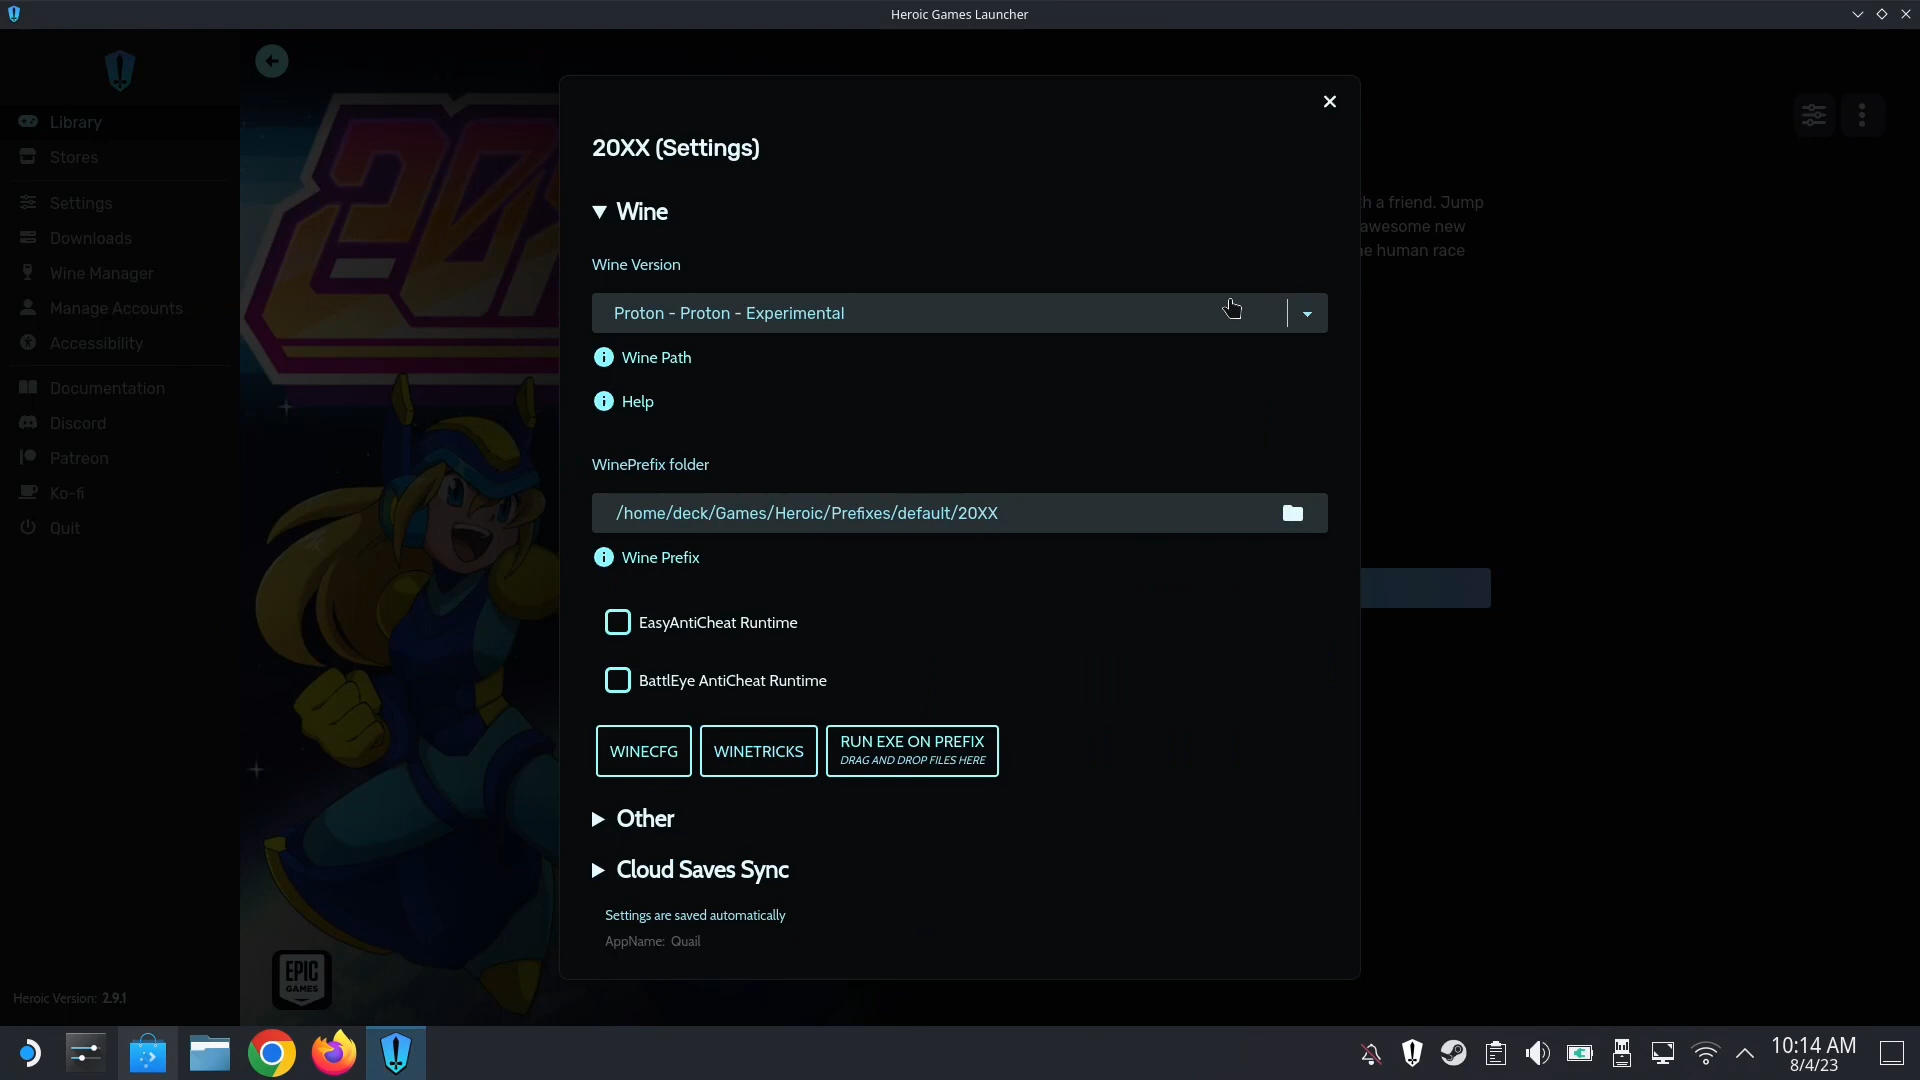 Heroic Games Launcher
Library
Stores
Settings
Downloads
Wine Manager
Manage Accounts
Accessibility
Documentation
Discord
Patreon
Ko-fi
Quit
Heroic Version: 2.9.1
20XX (Settings)
Wine
Wine Version
Proton - Proton - Experimental
Wine Path
Help
WinePrefix folder
/home/deck/Games/Heroic/Prefixes/default/20XX
Wine Prefix
EasyAntiCheat Runtime
BattlEye AntiCheat Runtime
WINECFG
WINETRICKS
RUN EXE ON PREFIX
DRAG AND DROP FILES HERE
Other
Cloud Saves Sync
Settings are saved automatically
AppName: Quail
h a friend. Jump
awesome new
e human race
EPIC
GAMES
10:14 AM
8/4/23